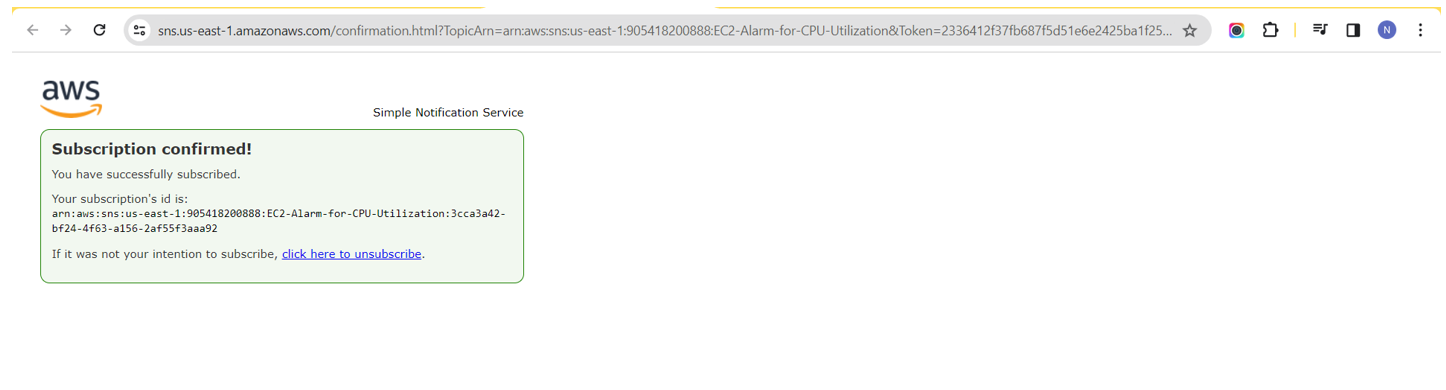 sns.us-east-1.amazonaws.com/confirmation.html?TopicArn=arn:aws:sns:us-east-1:905418200888:EC2-Alarm-for-CPU-Utilization&Token=2336412f37fb687f5d51e6e2425ba1f25...
N
aws
Simple Notification Service
Subscription confirmed!
You have successfully subscribed.
Your subscription's id is:
arn:aws:sns:us-east-1:905418200888:EC2-Alarm-for-CPU-Utilization:3cca3a42-
bf24-4f63-a156-2af55f3aaa92
If it was not your intention to subscribe, click here to unsubscribe.